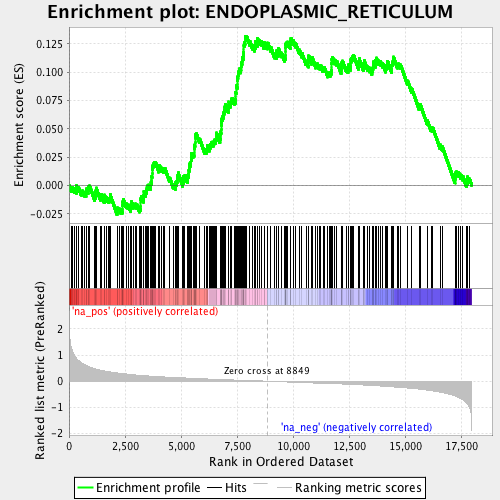 Enrichment plot: ENDOPLASMIC_RETICULUM
Enrichment score (ES)
0.125
0.100
0.075
0.050
0.025
0.000
-0.025
'na_pos' (positively correlated)
Ranked list metric (PreRanked)
2
1
0
-1
-2
Zero cross at 8849
'na_neg' (negatively correlated)
0
2,500
5,000
7,500
10,000
12,500
15,000
17,500
Rank in Ordered Dataset
Enrichment profile
Hits
Ranking metric scores